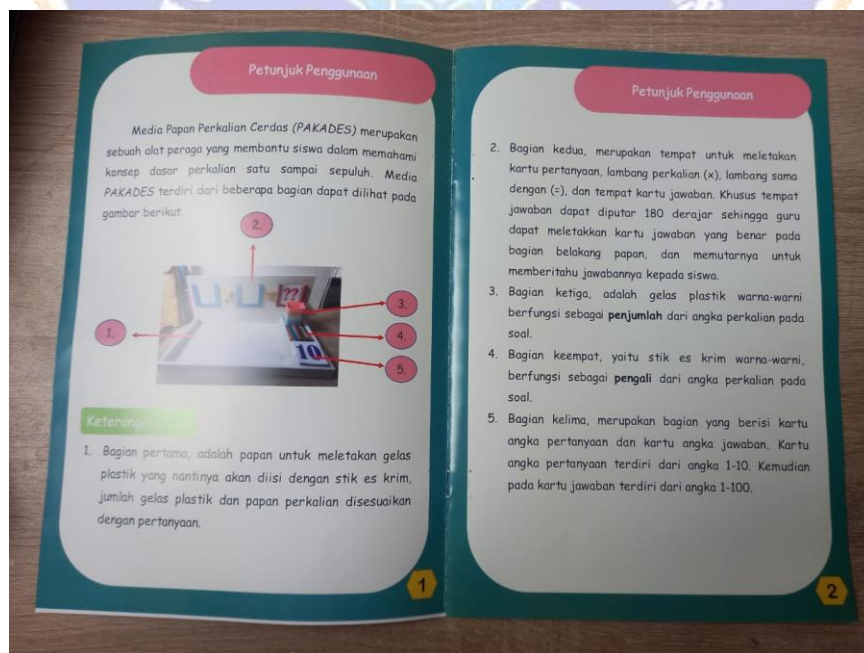 Petunjuk Penggunaan
Media Papan Perkalian Cerdas (PAKADES) merupakan
sebuah alat peraga yang membantu siswa dalam memahami
konsep dasar perkalian satu sampai sepuluh. Media
PAKADES terdiri dari beberapa bagian dapat dilihat pada
gambar berikut.
2.
??
3.
1.
4.
10
5.
Keterangan
1. Bagian pertama, adalah papan untuk meletakan gelas
plastik yang nantinya akan diisi dengan stik es krim,
jumlah gelas plastik dan papan perkalian disesuaikan
dengan pertanyaan.
1
Petunjuk Penggunaan
2. Bagian kedua, merupakan tempat untuk meletakan
kartu pertanyaan, lambang perkalian (x), lambang sama
dengan (=), dan tempat kartu jawaban. Khusus tempat
jawaban dapat diputar 180 derajar sehingga guru
dapat meletakkan kartu jawaban yang benar pada
bagian belakang papan, dan memutarnya untuk
memberitahu jawabannya kepada siswa.
3. Bagian ketiga, adalah gelas plastik warna-warni
berfungsi sebagai penjumlah dari angka perkalian pada
soal.
4. Bagian keempat, yaitu stik es krim warna-warni,
berfungsi sebagai pengali dari angka perkalian pada
soal.
5. Bagian kelima, merupakan bagian yang berisi kartu
angka pertanyaan dan kartu angka jawaban. Kartu
angka pertanyaan terdiri dari angka 1-10. Kemudian
pada kartu jawaban terdiri dari angka 1-100.
2